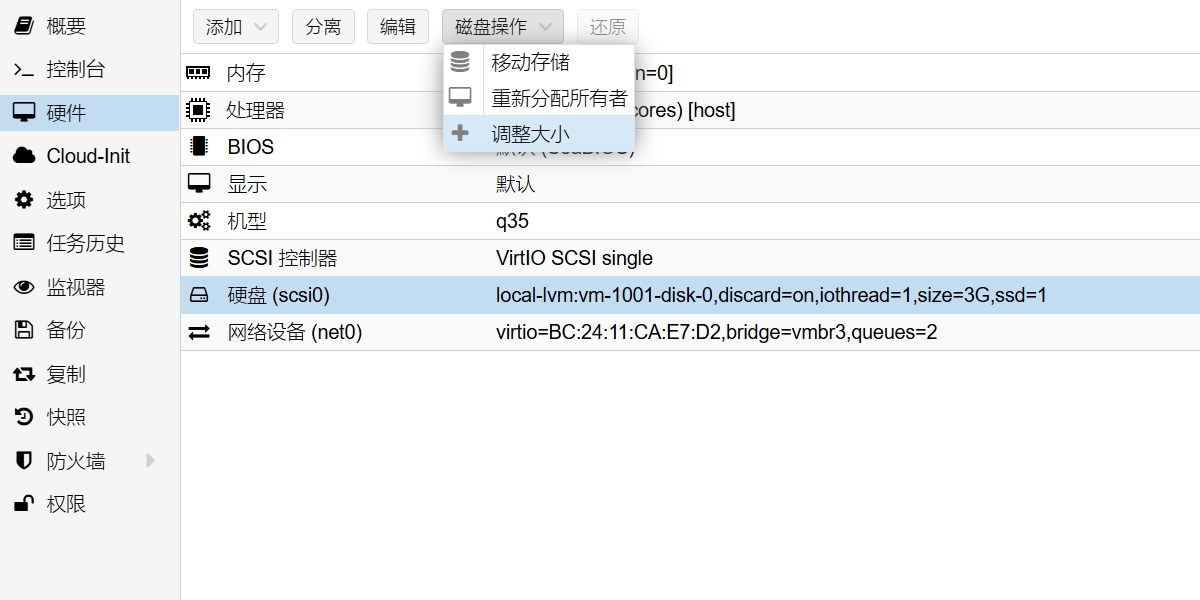 概要
控制台
硬件
Cloud-Init
选项
任务历史
监视器
备份
复制
快照
防火墙
权限
添加 分离 编辑 磁盘操作 还原
移动存储
重新分配所有者
调整大小
内存 n=0]
处理器 cores) [host]
BIOS
显示 默认
机型 q35
SCSI 控制器 VirtIO SCSI single
硬盘 (scsi0) local-lvm:vm-1001-disk-0,discard=on,iothread=1,size=3G,ssd=1
网络设备 (net0) virtio=BC:24:11:CA:E7:D2,bridge=vmbr3,queues=2